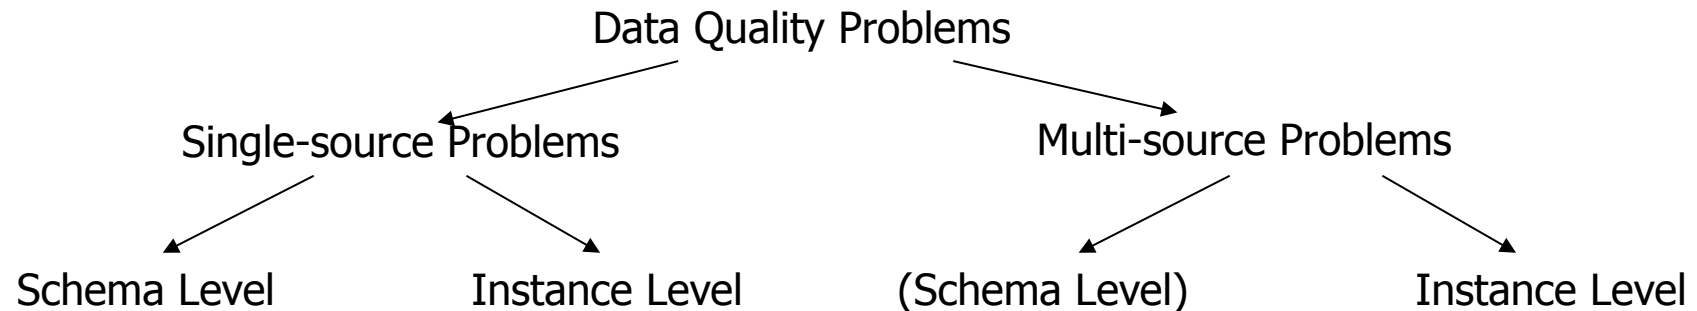 Data Quality Problems
Single-source Problems
Multi-source Problems
Schema Level
Instance Level
(Schema Level)
Instance Level